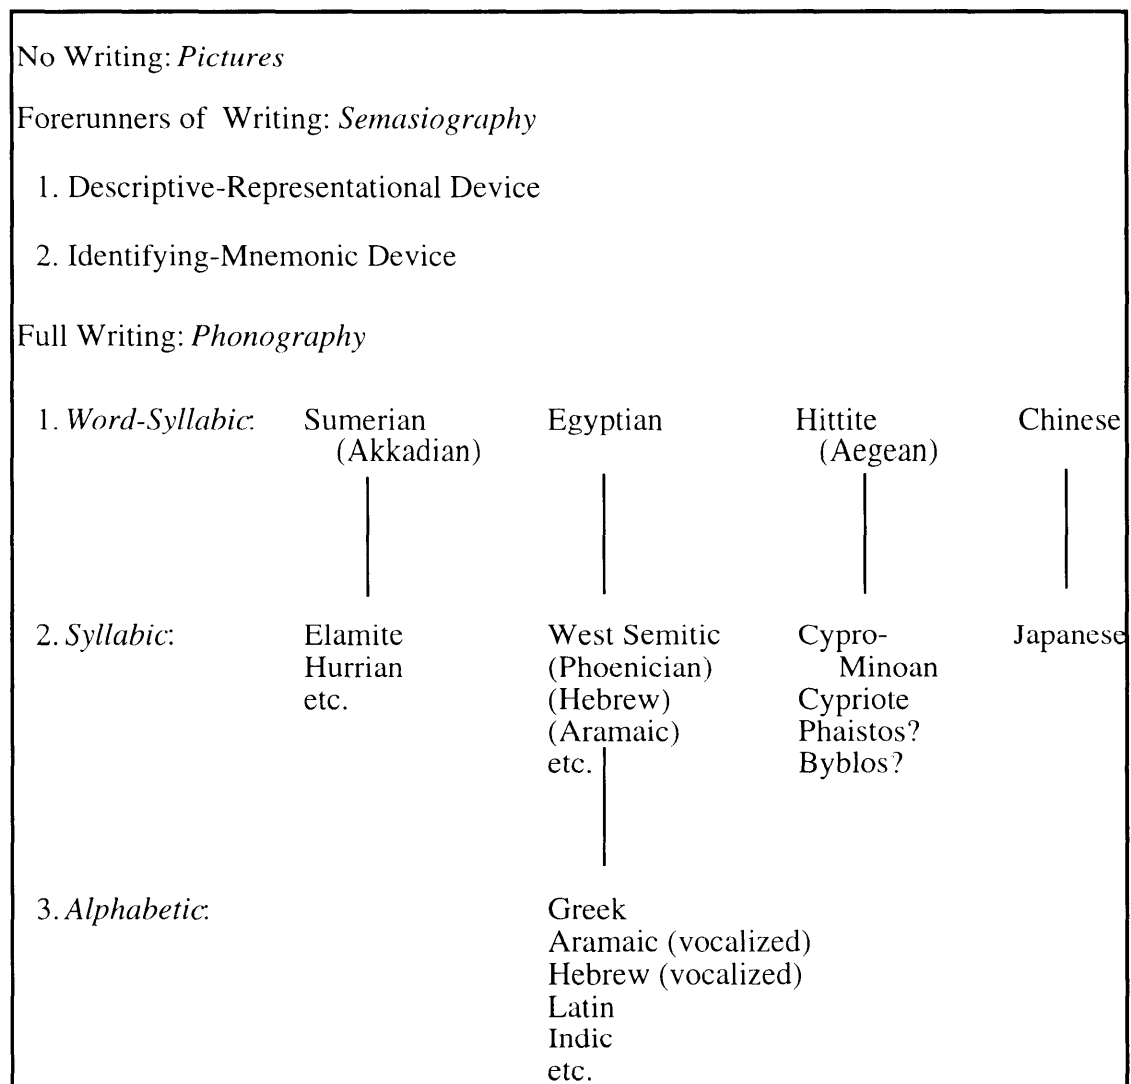 No Writing: Pictures
Forerunners of Writing: Semasiography
1. Descriptive-Representational Device
2. Identifying-Mnemonic Device
Full Writing: Phonography
1. Word-Syllabic: Sumerian Egyptian Hittite Chinese
(Akkadian) (Aegean)
2. Syllabic: Elamite West Semitic Cypro- Japanese
Hurrian (Phoenician) Minoan
etc. (Hebrew) Cypriote
(Aramaic) Phaistos?
etc. Byblos?
3. Alphabetic: Greek
Aramaic (vocalized)
Hebrew (vocalized)
Latin
Indic
etc.